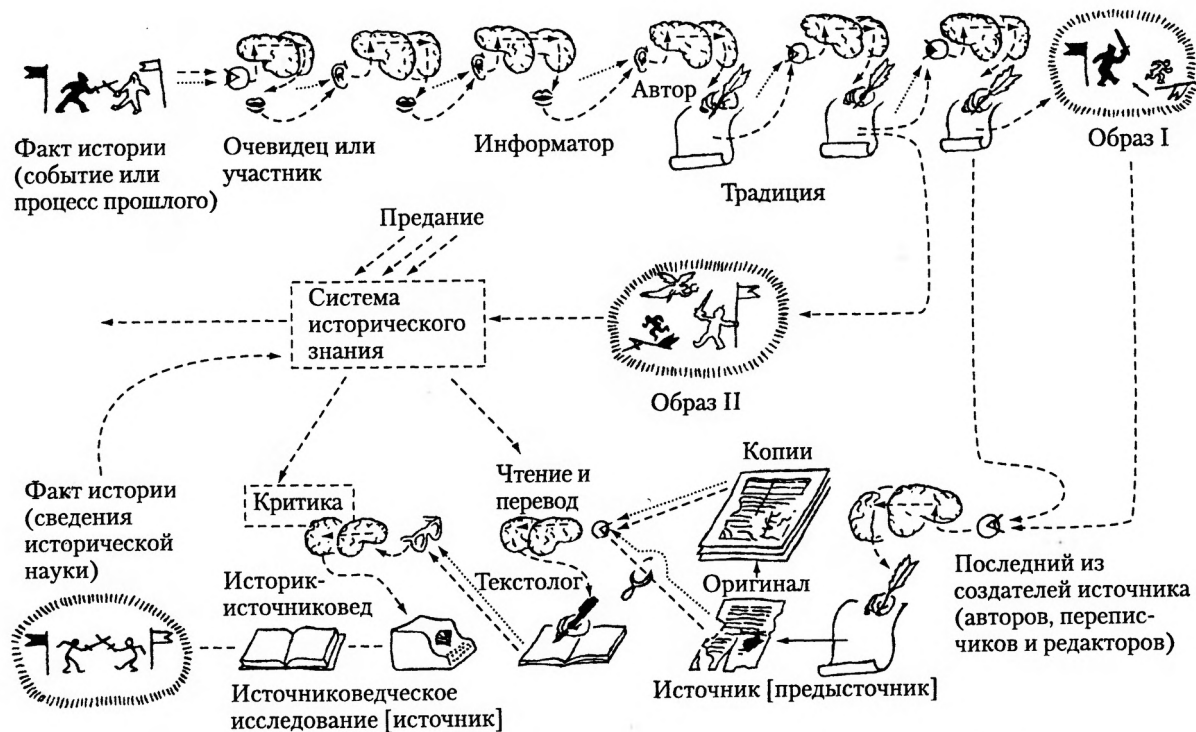 Факт истории
(событие или
процесс прошлого)
Очевидец или
участник
Информатор
Автор
Традиция
Образ I
Предание
Система
исторического
знания
Образ II
Факт истории
(сведения
исторической
науки)
Критика
Чтение и
перевод
Копии
Историк-
источниковед
Текстолог
Оригинал
Последний из
создателей источника
(авторов, перепис-
чиков и редакторов)
Источниковедческое
исследование [источник]
Источник [предысточник]